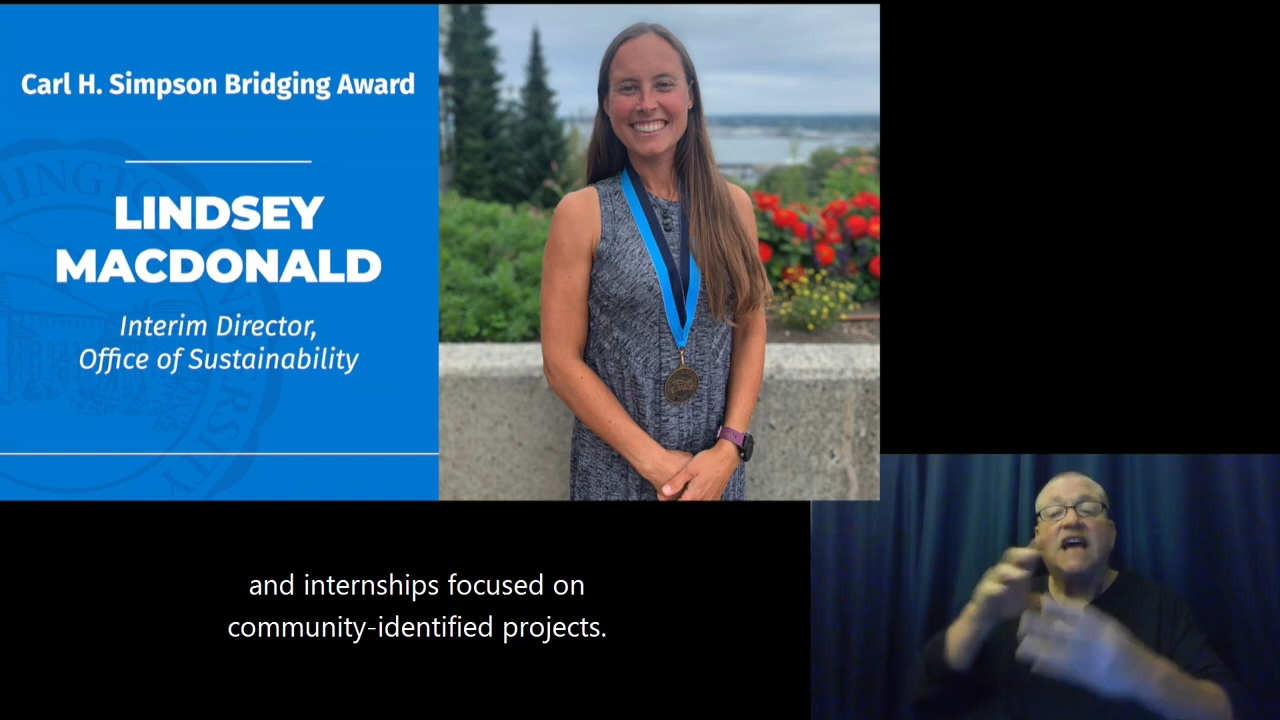 Carl H. Simpson Bridging Award
LINDSEY
MACDONALD
Interim Director,
Office of Sustainability
and internships focused on
community-identified projects.